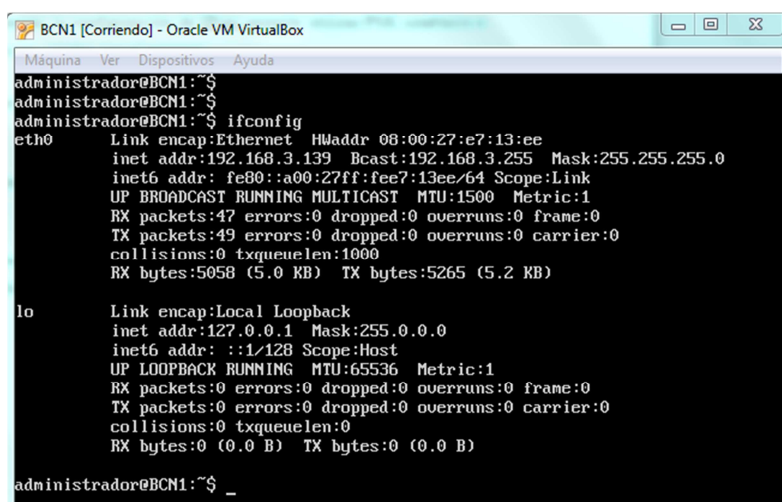 BCN1 [Corriendo] - Oracle VM VirtualBox
Máquina Ver Dispositivos Ayuda
administrador@BCN1:~$
administrador@BCN1:~$
administrador@BCN1:~$ ifconfig
eth0 Link encap:Ethernet HWaddr 08:00:27:e7:13:ee
inet addr:192.168.3.139 Bcast:192.168.3.255 Mask:255.255.255.0
inet6 addr: fe80::a00:27ff:fee7:13ee/64 Scope:Link
UP BROADCAST RUNNING MULTICAST MTU:1500 Metric:1
RX packets:47 errors:0 dropped:0 overruns:0 frame:0
TX packets:49 errors:0 dropped:0 overruns:0 carrier:0
collisions:0 txqueuelen:1000
RX bytes:5058 (5.0 KB) TX bytes:5265 (5.2 KB)
lo Link encap:Local Loopback
inet addr:127.0.0.1 Mask:255.0.0.0
inet6 addr: ::1/128 Scope:Host
UP LOOPBACK RUNNING MTU:65536 Metric:1
RX packets:0 errors:0 dropped:0 overruns:0 frame:0
TX packets:0 errors:0 dropped:0 overruns:0 carrier:0
collisions:0 txqueuelen:0
RX bytes:0 (0.0 B) TX bytes:0 (0.0 B)
administrador@BCN1:~$ _